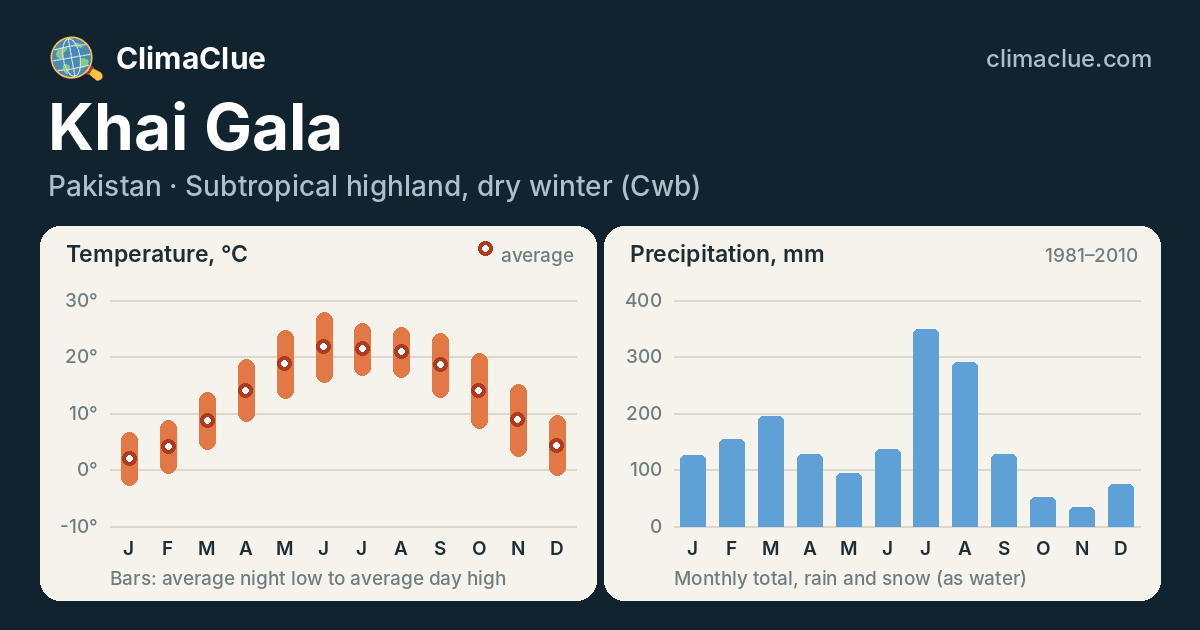 ClimaClue
climaclue.com
Khai Gala
Pakistan · Subtropical highland, dry winter (Cwb)
Temperature, °C
average
30°
20°
10°
0°
-10°
J F M A M J J A S O N D
Bars: average night low to average day high
Precipitation, mm
1981–2010
400
300
200
100
0
J F M A M J J A S O N D
Monthly total, rain and snow (as water)